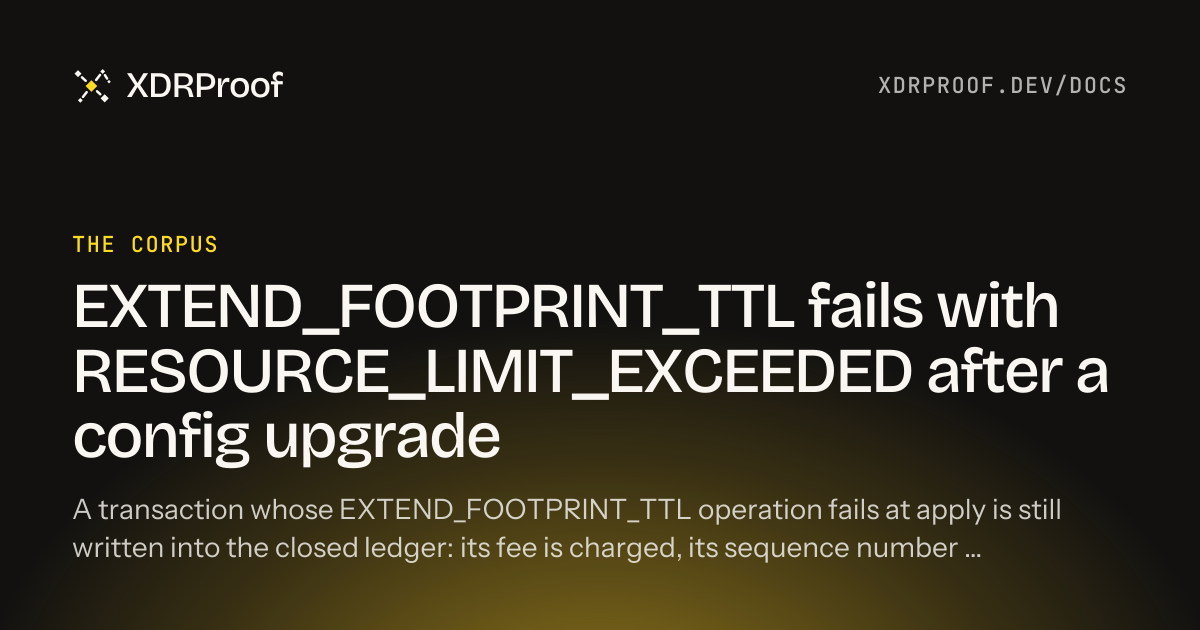 XDRProof
XDRPROOF.DEV/DOCS
THE CORPUS
EXTEND_FOOTPRINT_TTL fails with
RESOURCE_LIMIT_EXCEEDED after a
config upgrade
A transaction whose EXTEND_FOOTPRINT_TTL operation fails at apply is still
written into the closed ledger: its fee is charged, its sequence number ...